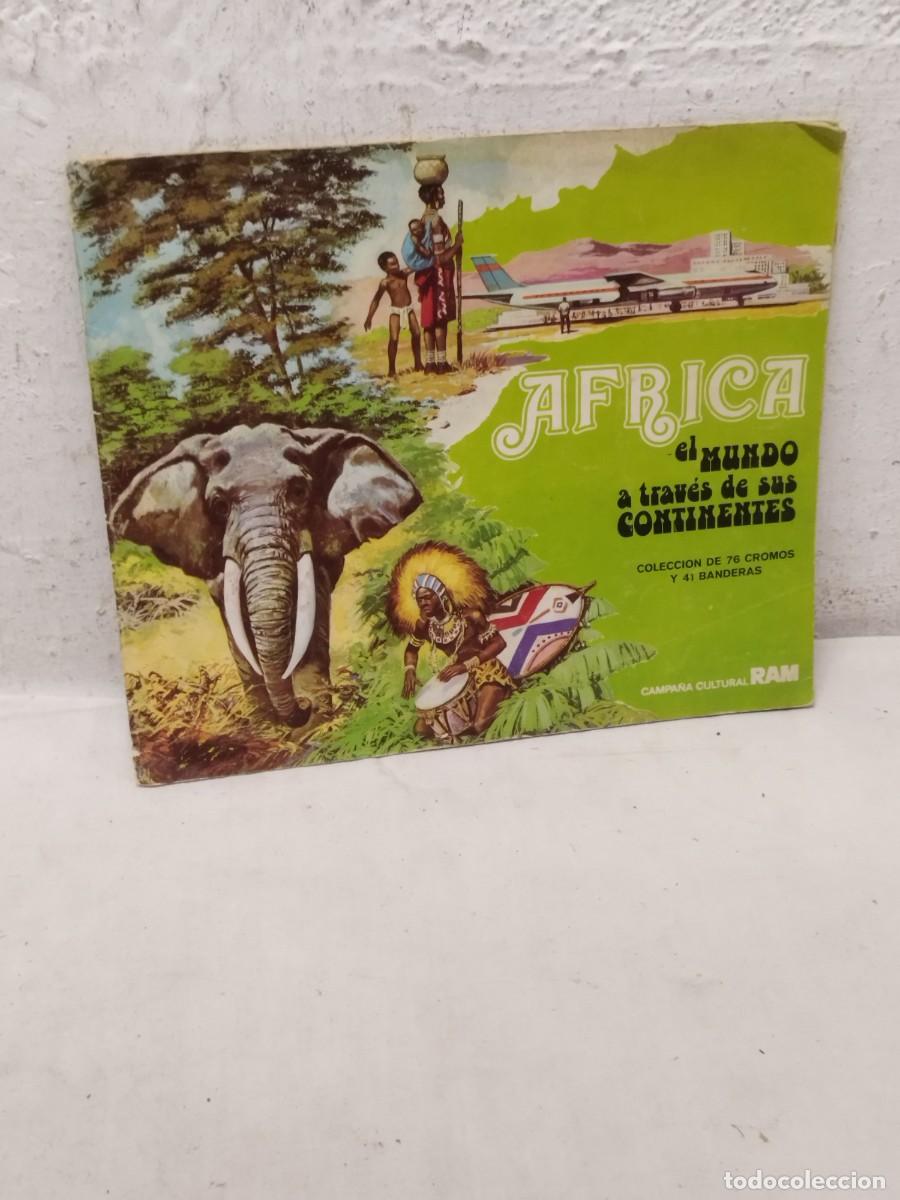 AFRICA
el MUNDO
a través de sus
CONTINENTES
COLECCION DE 76 CROMOS
Y 41 BANDERAS
CAMPAÑA CULTURAL RAM
todocoleccion